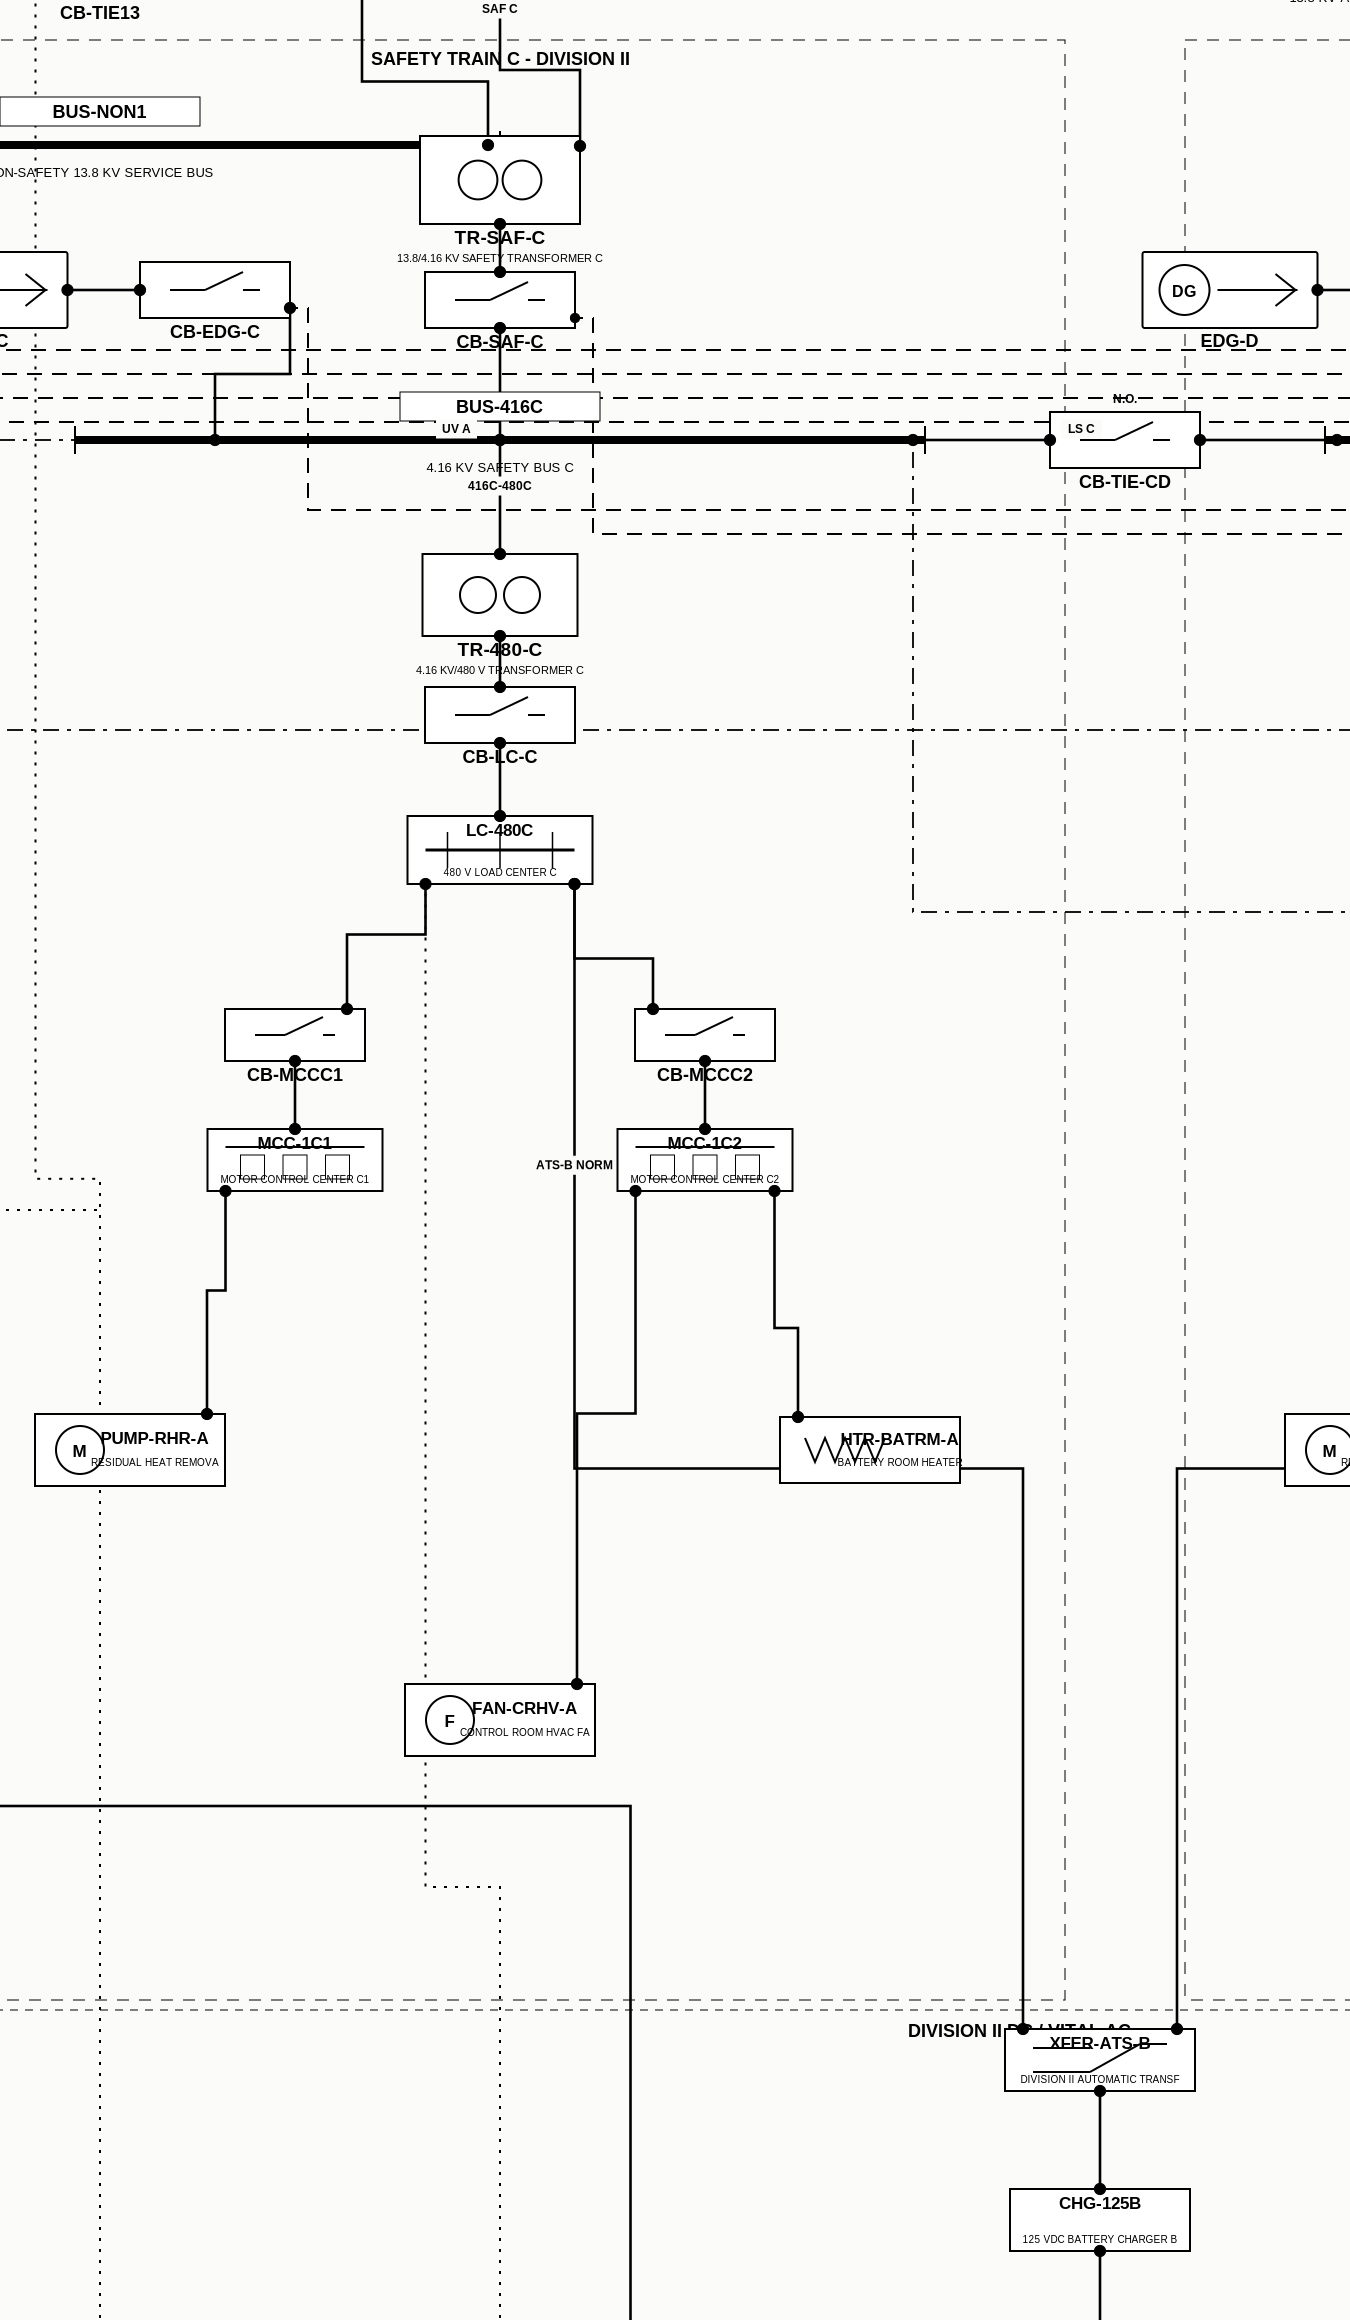 SAF C
CB-TIE13
SAFETY TRAIN C - DIVISION II
BUS-NON1
ON-SAFETY 13.8 KV SERVICE BUS
TR-SAF-C
13.8/4.16 KV SAFETY TRANSFORMER C
DG
CB-EDG-C
CB-SAF-C
EDG-D
C
N.O.
BUS-416C
UV A
LS C
4.16 KV SAFETY BUS C
416C-480C
CB-TIE-CD
TR-480-C
4.16 KV/480 V TRANSFORMER C
CB-LC-C
LC-480C
480 V LOAD CENTER C
CB-MCCC1
CB-MCCC2
MCC-1C1
MOTOR CONTROL CENTER C1
ATS-B NORM
MCC-1C2
MOTOR CONTROL CENTER C2
M
PUMP-RHR-A
RESIDUAL HEAT REMOVA
HTR-BATRM-A
BATTERY ROOM HEATER
M
F
FAN-CRHV-A
CONTROL ROOM HVAC FA
DIVISION II DC / VITAL AC
XFER-ATS-B
DIVISION II AUTOMATIC TRANSF
CHG-125B
125 VDC BATTERY CHARGER B